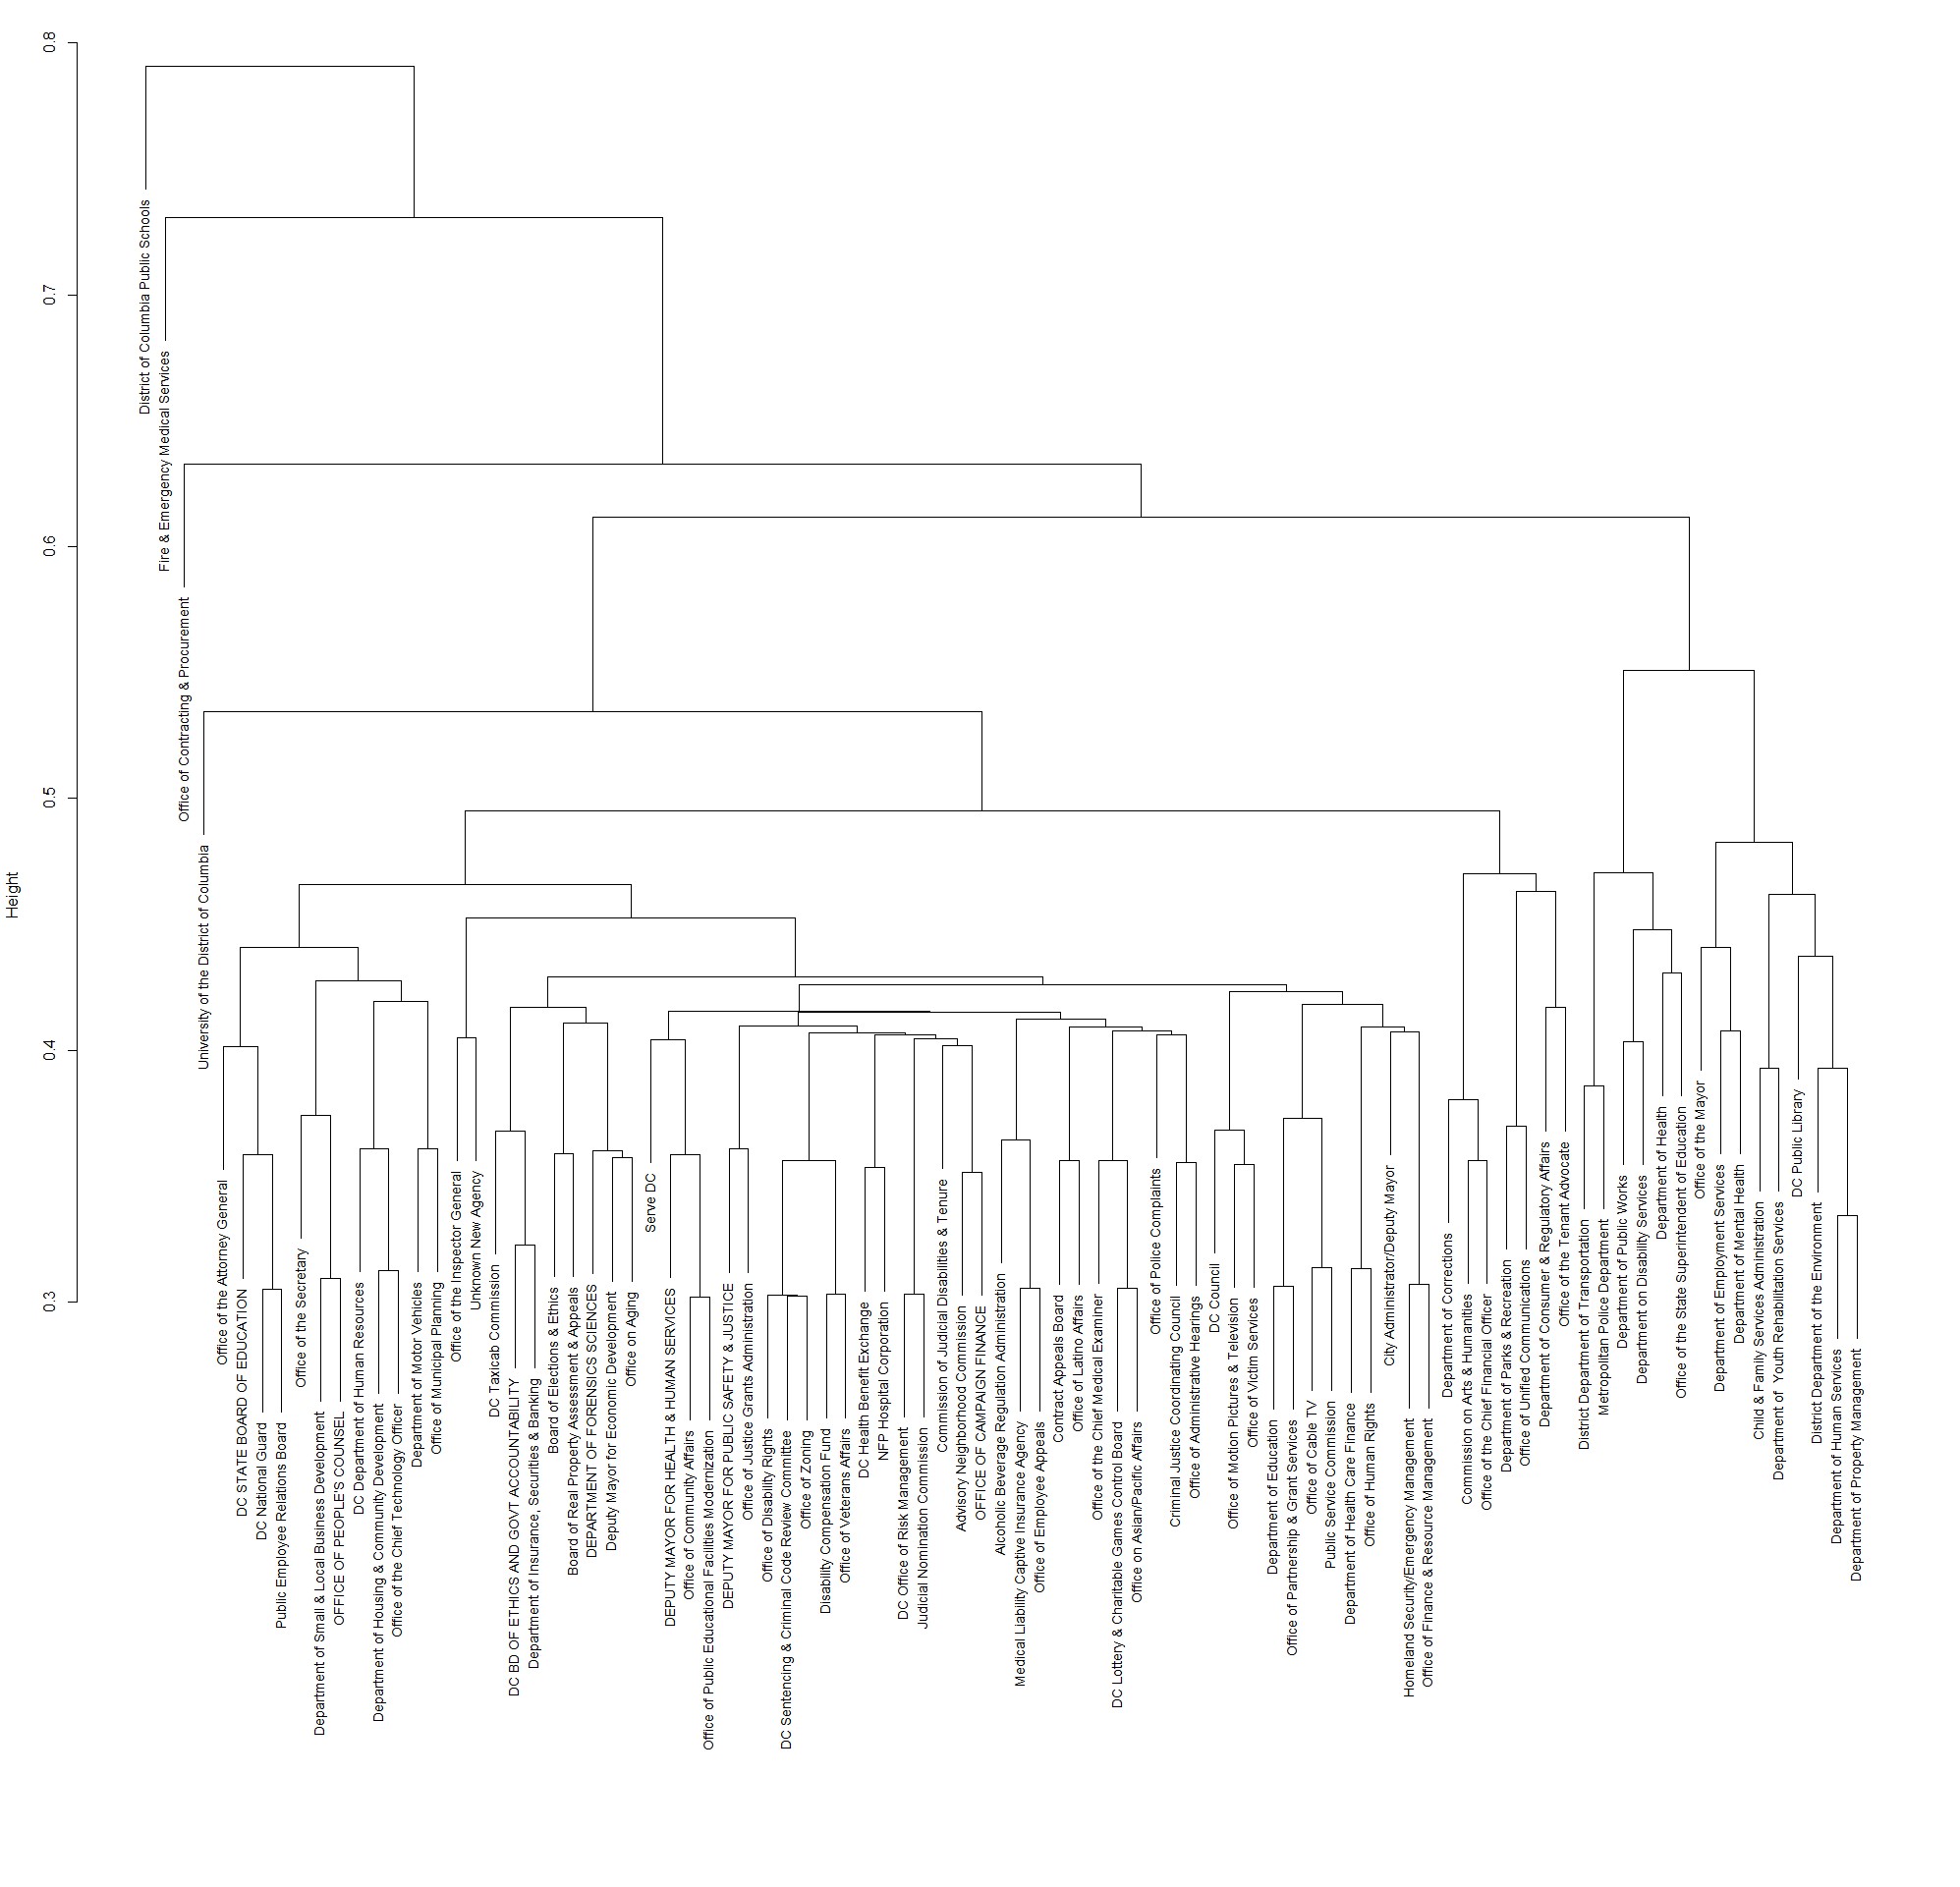 Height
0.8
0.7
0.6
0.5
0.4
0.3
District of Columbia Public Schools
Fire & Emergency Medical Services
Office of Contracting & Procurement
University of the District of Columbia
Office of the Attorney General
DC STATE BOARD OF EDUCATION
DC National Guard
Public Employee Relations Board
Office of the Secretary
Department of Small & Local Business Development
OFFICE OF PEOPLE'S COUNSEL
DC Department of Human Resources
Department of Housing & Community Development
Office of the Chief Technology Officer
Department of Motor Vehicles
Office of Municipal Planning
Office of the Inspector General
Unknown New Agency
DC Taxicab Commission
DC BD OF ETHICS AND GOVT ACCOUNTABILITY
Department of Insurance, Securities & Banking
Board of Elections & Ethics
Board of Real Property Assessment & Appeals
DEPARTMENT OF FORENSICS SCIENCES
Deputy Mayor for Economic Development
Office on Aging
Serve DC
DEPUTY MAYOR FOR HEALTH & HUMAN SERVICES
Office of Community Affairs
Office of Public Educational Facilities Modernization
DEPUTY MAYOR FOR PUBLIC SAFETY & JUSTICE
Office of Justice Grants Administration
Office of Disability Rights
DC Sentencing & Criminal Code Review Committee
Office of Zoning
Disability Compensation Fund
Office of Veterans Affairs
DC Health Benefit Exchange
NFP Hospital Corporation
DC Office of Risk Management
Judicial Nomination Commission
Commission of Judicial Disabilities & Tenure
Advisory Neighborhood Commission
OFFICE OF CAMPAIGN FINANCE
Alcoholic Beverage Regulation Administration
Medical Liability Captive Insurance Agency
Office of Employee Appeals
Contract Appeals Board
Office of Latino Affairs
Office of the Chief Medical Examiner
DC Lottery & Charitable Games Control Board
Office on Asian/Pacific Affairs
Office of Police Complaints
Criminal Justice Coordinating Council
Office of Administrative Hearings
DC Council
Office of Motion Pictures & Television
Office of Victim Services
Department of Education
Office of Partnership & Grant Services
Office of Cable TV
Public Service Commission
Department of Health Care Finance
Office of Human Rights
City Administrator/Deputy Mayor
Homeland Security/Emergency Management
Office of Finance & Resource Management
Department of Corrections
Commission on Arts & Humanities
Office of the Chief Financial Officer
Department of Parks & Recreation
Office of Unified Communications
Department of Consumer & Regulatory Affairs
Office of the Tenant Advocate
District Department of Transportation
Metropolitan Police Department
Department of Public Works
Department on Disability Services
Department of Health
Office of the State Superintendent of Education
Office of the Mayor
Department of Employment Services
Department of Mental Health
Child & Family Services Administration
Department of  Youth Rehabilitation Services
DC Public Library
District Department of the Environment
Department of Human Services
Department of Property Management